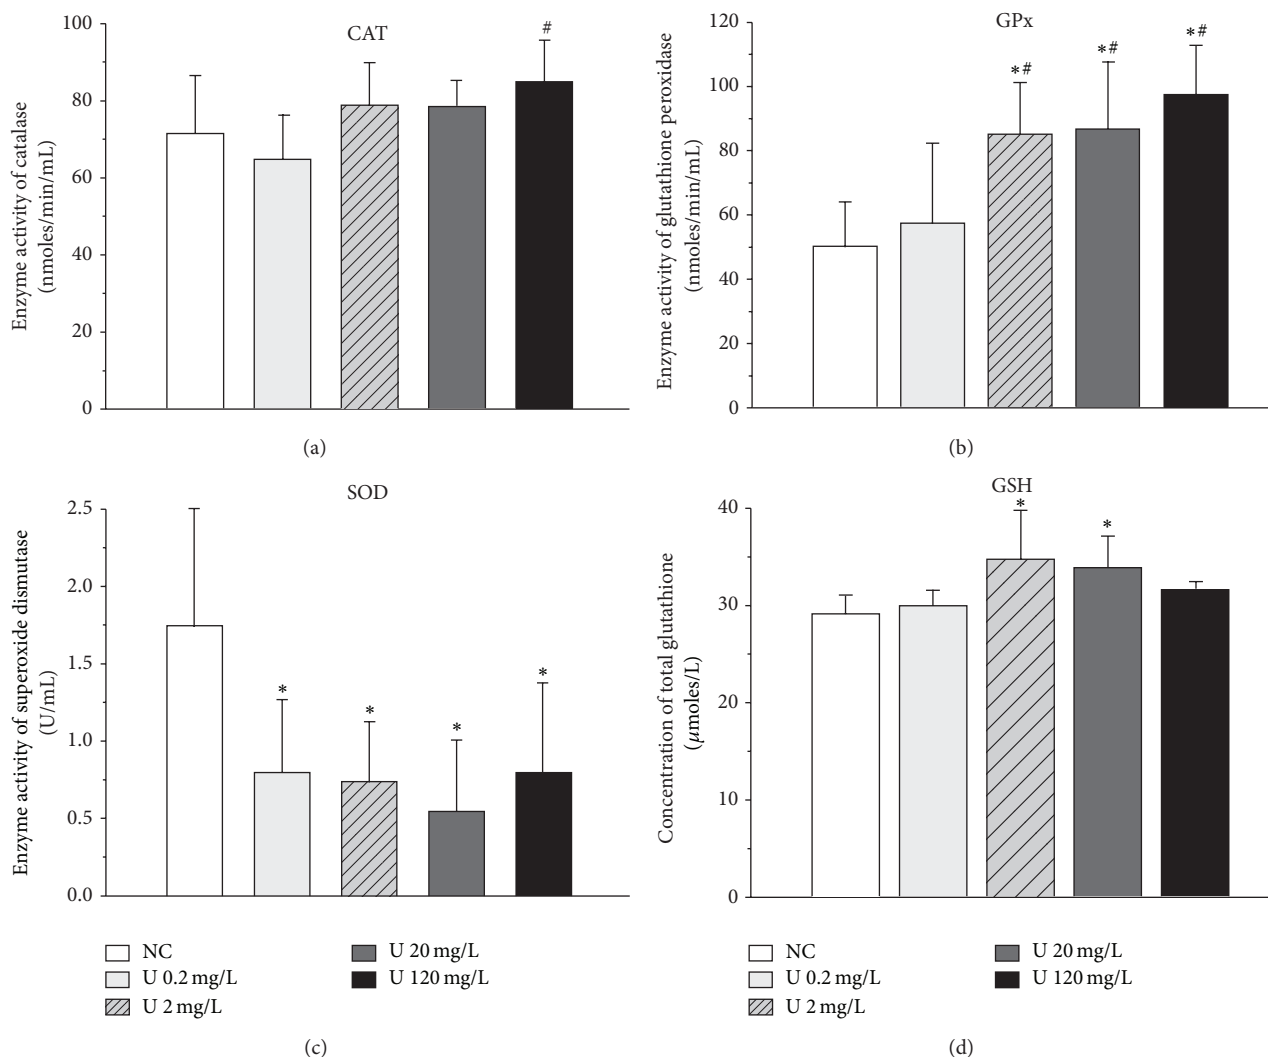 CAT
Enzyme activity of catalase
(nmoles/min/mL)
100
80
60
40
20
0
#
(a)
GPx
Enzyme activity of glutathione peroxidase
(nmoles/min/mL)
120
100
80
60
40
20
0
*#
*#
*#
(b)
SOD
Enzyme activity of superoxide dismutase
(U/mL)
2.5
2.0
1.5
1.0
0.5
0.0
*
*
*
*
NC
U 0.2 mg/L
U 2 mg/L
U 20 mg/L
U 120 mg/L
(c)
GSH
Concentration of total glutathione
(μmoles/L)
40
30
20
10
0
*
*
NC
U 0.2 mg/L
U 2 mg/L
U 20 mg/L
U 120 mg/L
(d)